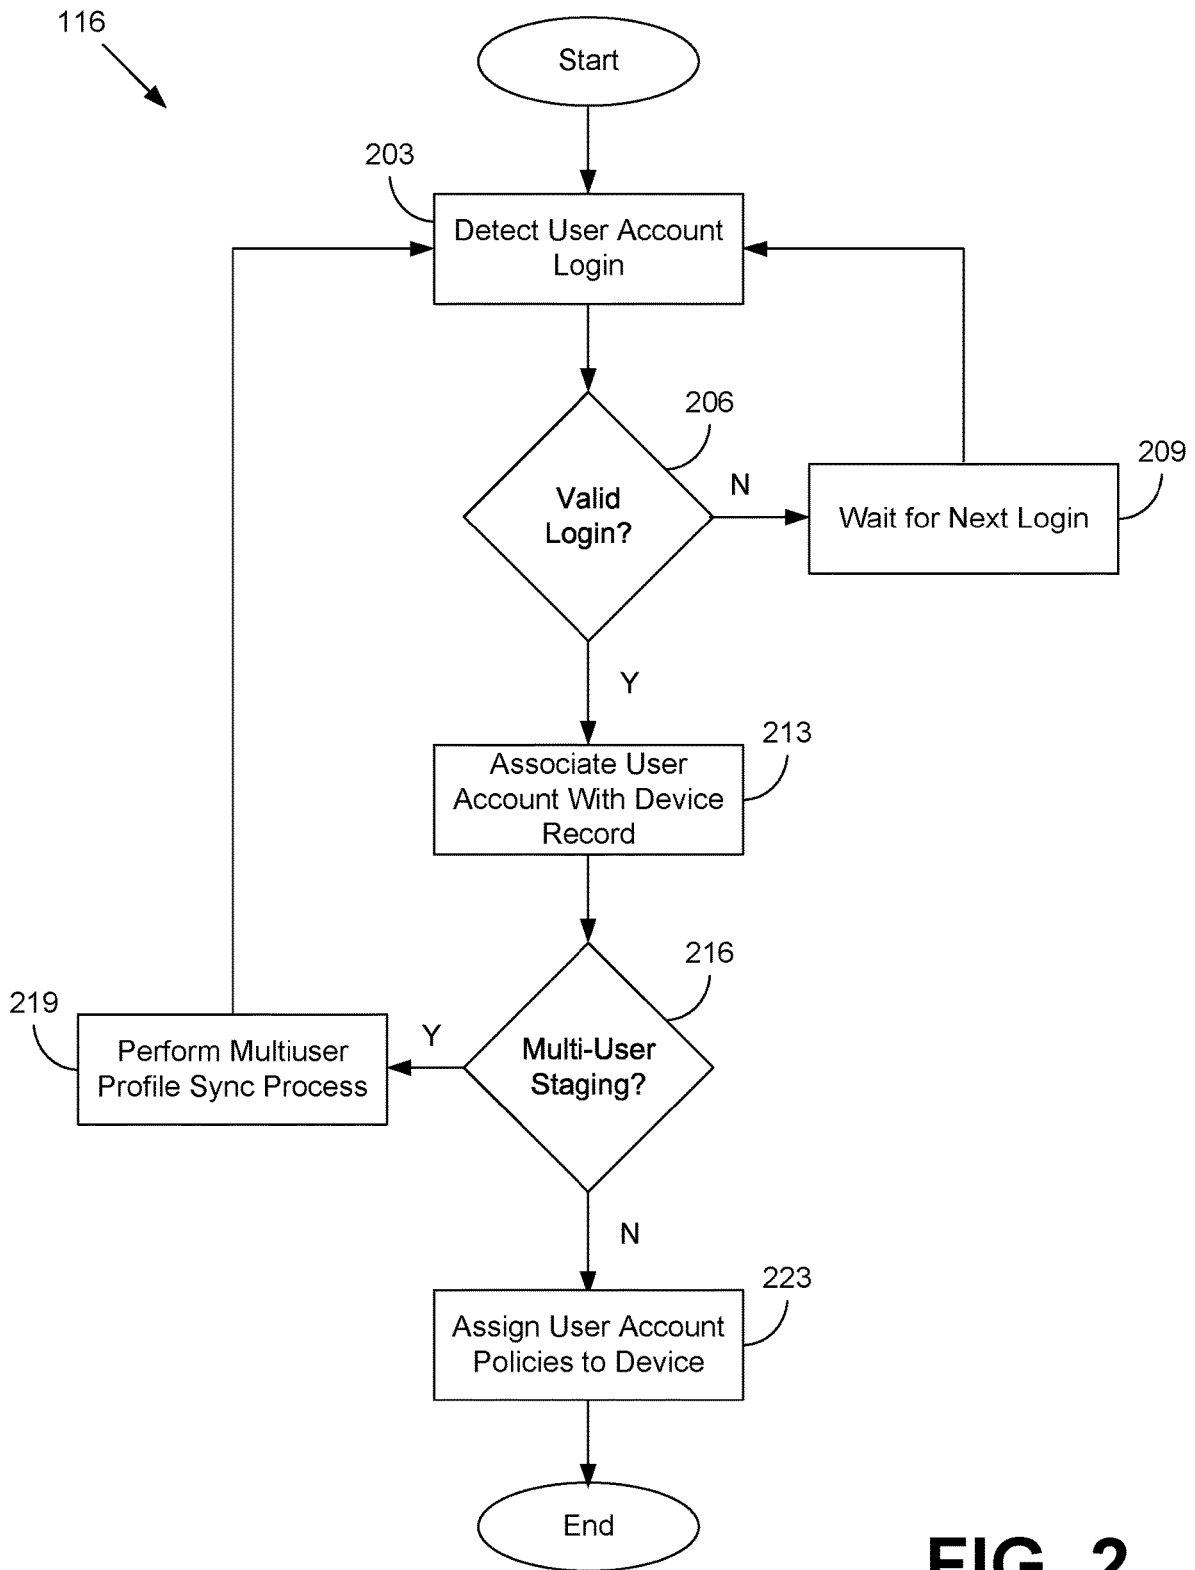 116
Start
203
Detect User Account
Login
206
Valid
Login?
N
209
Wait for Next Login
Y
213
Associate User
Account With Device
Record
216
Multi-User
Staging?
Y
219
Perform Multiuser
Profile Sync Process
N
223
Assign User Account
Policies to Device
End
FIG. 2